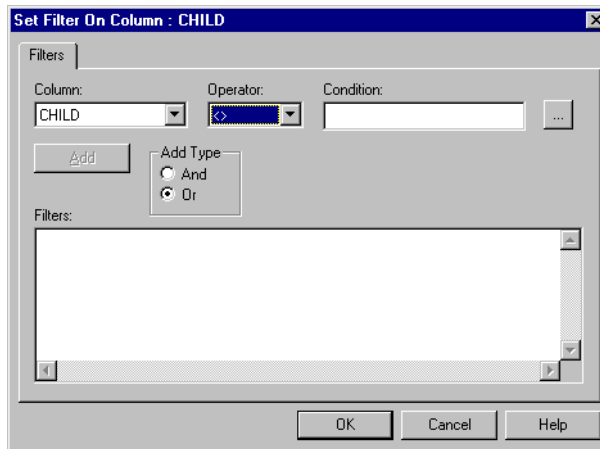 Set Filter On Column : CHILD
Filters
Column: Operator: Condition:
CHILD <> ...
Add
Add Type
And
Or
Filters:
OK Cancel Help